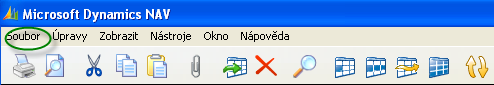 Microsoft Dynamics NAV
Soubor Úpravy Zobrazit Nástroje Okno Nápověda